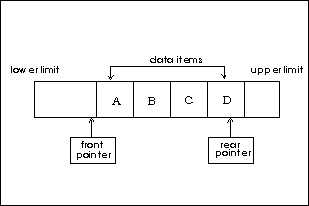 data items
lower limit upper limit
A B C D
front rear
pointer pointer